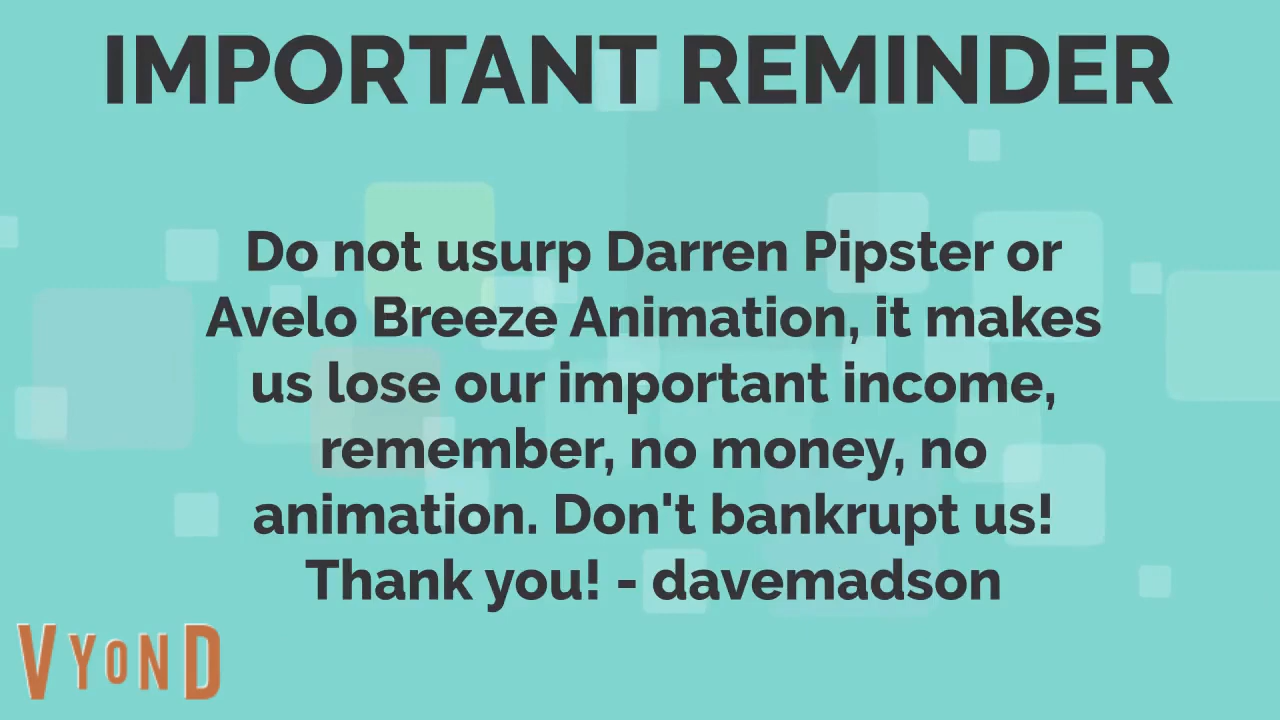 IMPORTANT REMINDER
Do not usurp Darren Pipster or
Avelo Breeze Animation, it makes
us lose our important income,
remember, no money, no
animation. Don't bankrupt us!
Thank you! - davemadson
VYOND